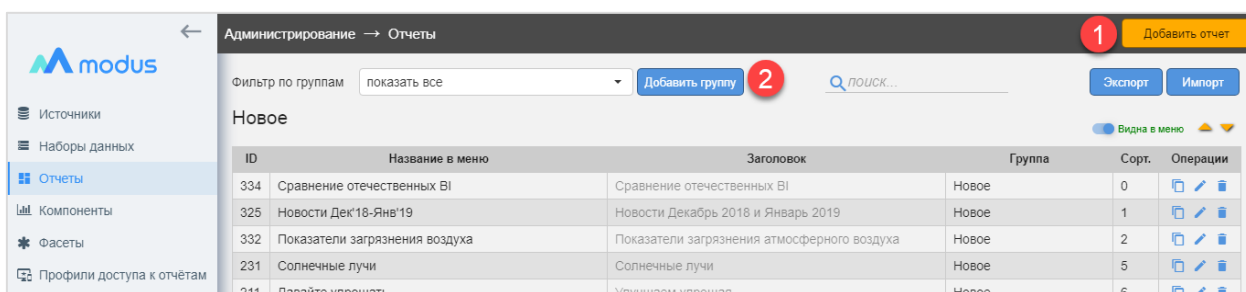 Администрирование → Отчеты
1
Добавить отчет
modus
Фильтр по группам
показать все
Добавить группу
2
поиск...
Экспорт
Импорт
Источники
Наборы данных
Отчеты
Компоненты
Фасеты
Профили доступа к отчётам
Новое
Видна в меню
ID Название в меню Заголовок Группа Сорт. Операции
334 Сравнение отечественных BI Сравнение отечественных BI Новое 0
325 Новости Дек'18-Янв'19 Новости Декабрь 2018 и Январь 2019 Новое 1
332 Показатели загрязнения воздуха Показатели загрязнения атмосферного воздуха Новое 2
231 Солнечные лучи Солнечные лучи Новое 5